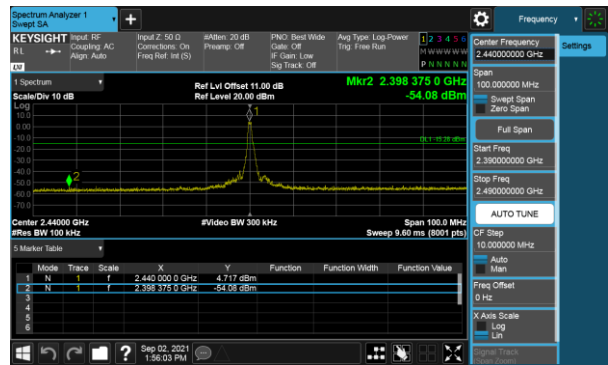 Spectrum Analyzer 1
Swept SA
Frequency
KEYSIGHT
RL
Input: RF
Coupling: AC
Align: Auto
Input Z: 50 Ω
Corrections: On
Freq Ref: Int (S)
#Atten: 20 dB
Preamp: Off
PNO: Best Wide
Gate: Off
IF Gain: Low
Sig Track: Off
Avg Type: Log-Power
Trig: Free Run
1 2 3 4 5 6
M W W W W W
P N N N N N
LXI
1 Spectrum
Scale/Div 10 dB
Ref Lvl Offset 11.00 dB
Ref Level 20.00 dBm
Mkr2 2.398 375 0 GHz
-54.08 dBm
Log
10.0
0.00
-10.0
-20.0
-30.0
-40.0
-50.0
-60.0
-70.0
1
2
DL1 -15.28 dBm
Center 2.44000 GHz
#Res BW 100 kHz
#Video BW 300 kHz
Span 100.0 MHz
Sweep 9.60 ms (8001 pts)
5 Marker Table
Mode Trace Scale X Y Function Function Width Function Value
1 N 1 f 2.440 000 0 GHz 4.717 dBm
2 N 1 f 2.398 375 0 GHz -54.08 dBm
3
4
5
6
Sep 02, 2021
1:56:03 PM
Center Frequency
2.440000000 GHz
Settings
Span
100.000000 MHz
Swept Span
Zero Span
Full Span
Start Freq
2.390000000 GHz
Stop Freq
2.490000000 GHz
AUTO TUNE
CF Step
10.000000 MHz
Auto
Man
Freq Offset
0 Hz
X Axis Scale
Log
Lin
Signal Track
(Span Zoom)